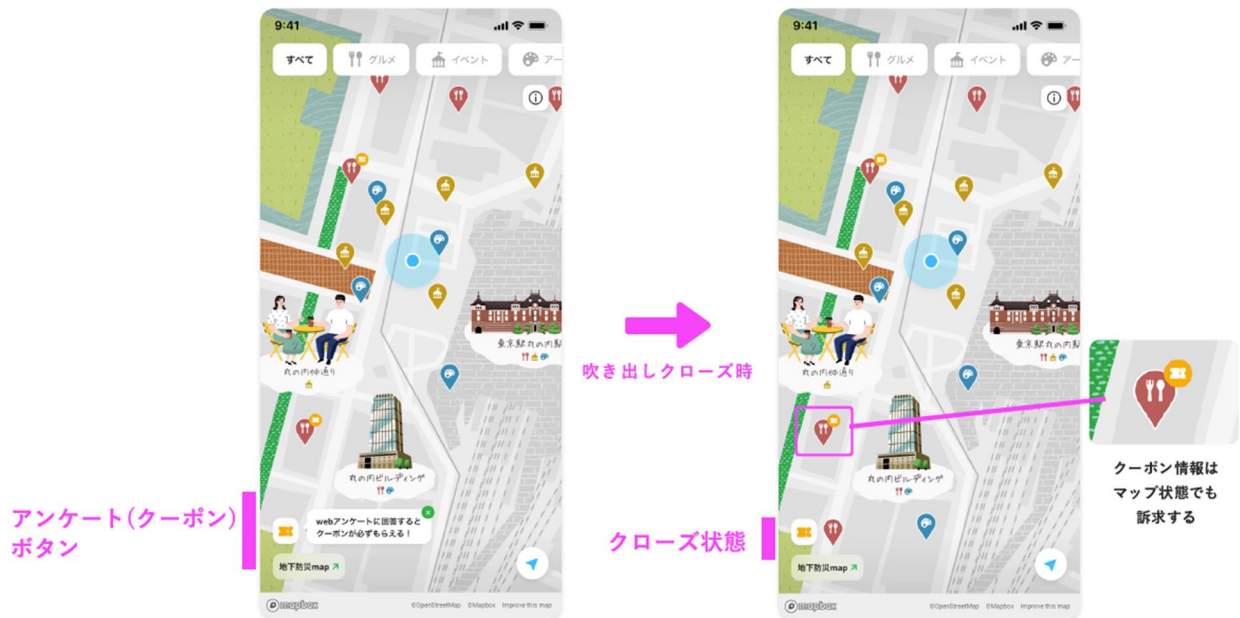 9:41
すべて
グルメ
イベント
アー
丸の内仲通り
東京駅丸の内駅
丸の内ビルディング
webアンケートに回答すると
クーポンが必ずもらえる！
地下防災map
mapbox
©OpenStreetMap ©Mapbox Improve this map
アンケート(クーポン)
ボタン
吹き出しクローズ時
9:41
すべて
グルメ
イベント
アー
丸の内仲通り
東京駅丸の内駅
丸の内ビルディング
地下防災map
mapbox
©OpenStreetMap ©Mapbox Improve this map
クローズ状態
クーポン情報は
マップ状態でも
訴求する